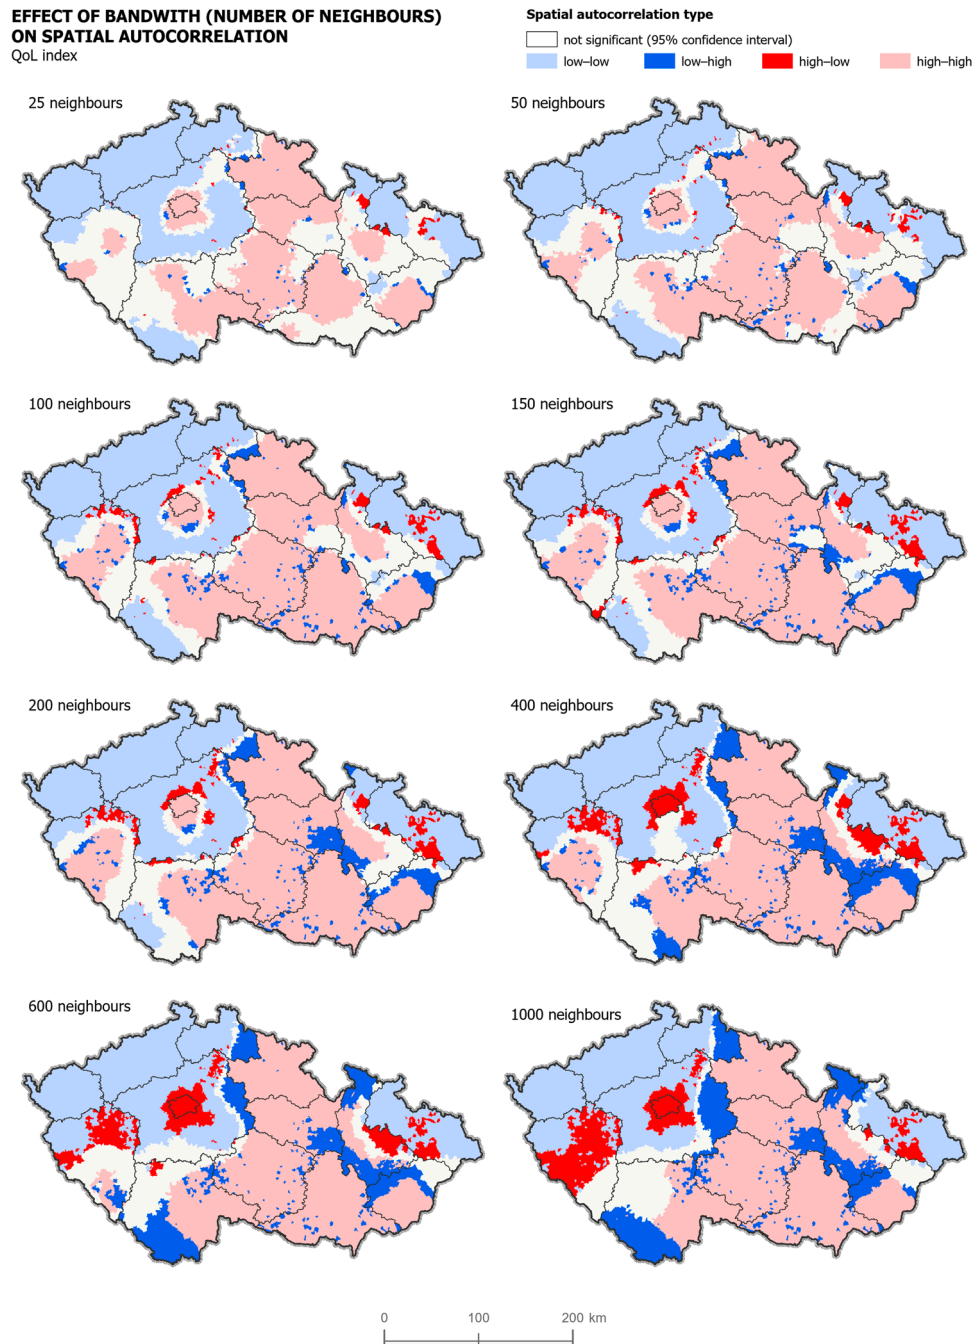 EFFECT OF BANDWITH (NUMBER OF NEIGHBOURS)
ON SPATIAL AUTOCORRELATION
QoL index
Spatial autocorrelation type
not significant (95% confidence interval)
low–low
low–high
high–low
high–high
25 neighbours
50 neighbours
100 neighbours
150 neighbours
200 neighbours
400 neighbours
600 neighbours
1000 neighbours
0 100 200 km